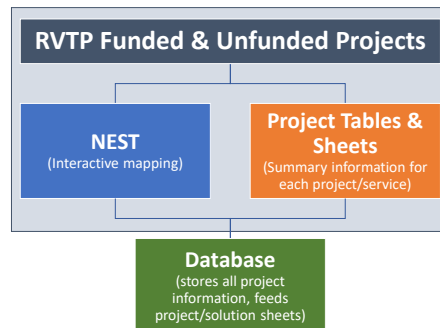 RVTP Funded & Unfunded Projects
NEST
(Interactive mapping)
Project Tables &
Sheets
(Summary information for
each project/service)
Database
(stores all project
information, feeds
project/solution sheets)